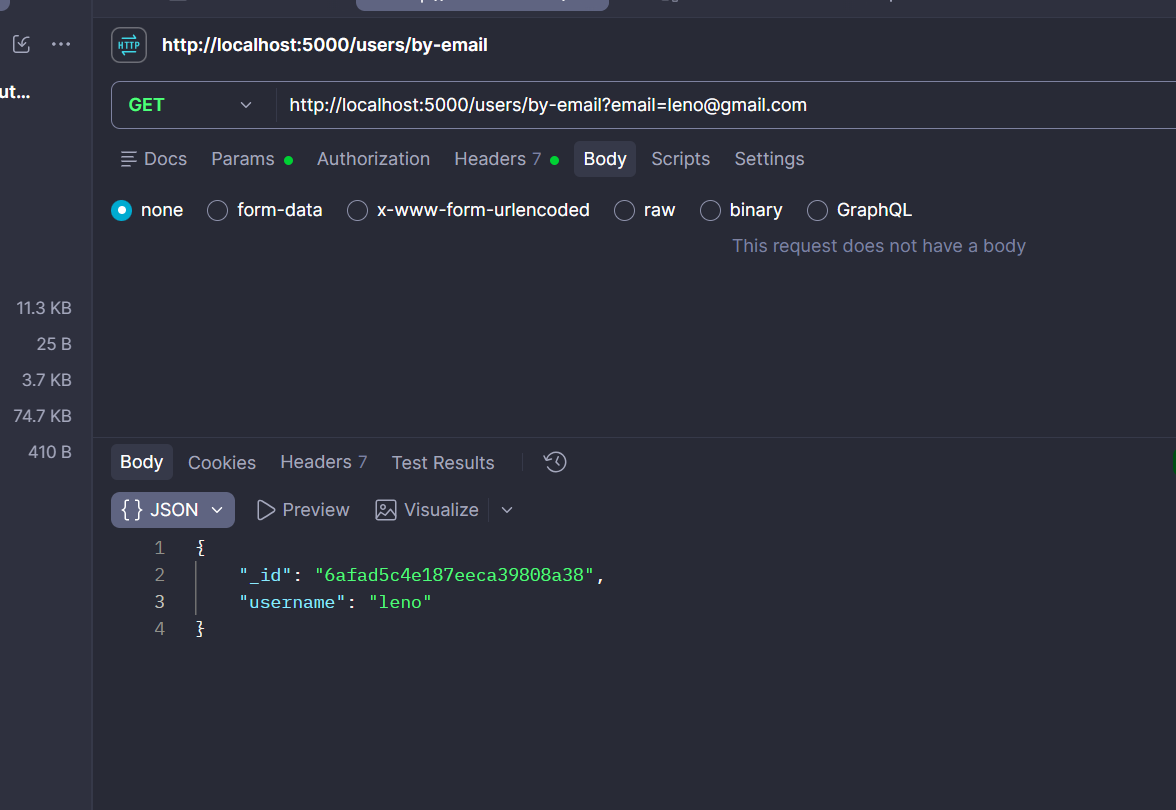 HTTP http://localhost:5000/users/by-email
ut...
GET http://localhost:5000/users/by-email?email=leno@gmail.com
Docs Params Authorization Headers 7 Body Scripts Settings
none form-data x-www-form-urlencoded raw binary GraphQL
This request does not have a body
11.3 KB
25 B
3.7 KB
74.7 KB
410 B
Body Cookies Headers 7 Test Results
{ } JSON Preview Visualize
1 {
2 "_id": "6afad5c4e187eeca39808a38",
3 "username": "leno"
4 }